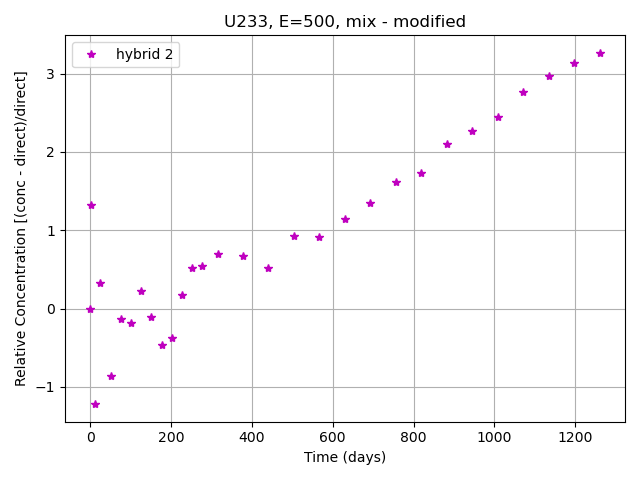 U233, E=500, mix - modified
hybrid 2
Relative Concentration [(conc - direct)/direct]
3
2
1
0
−1
0 200 400 600 800 1000 1200
Time (days)